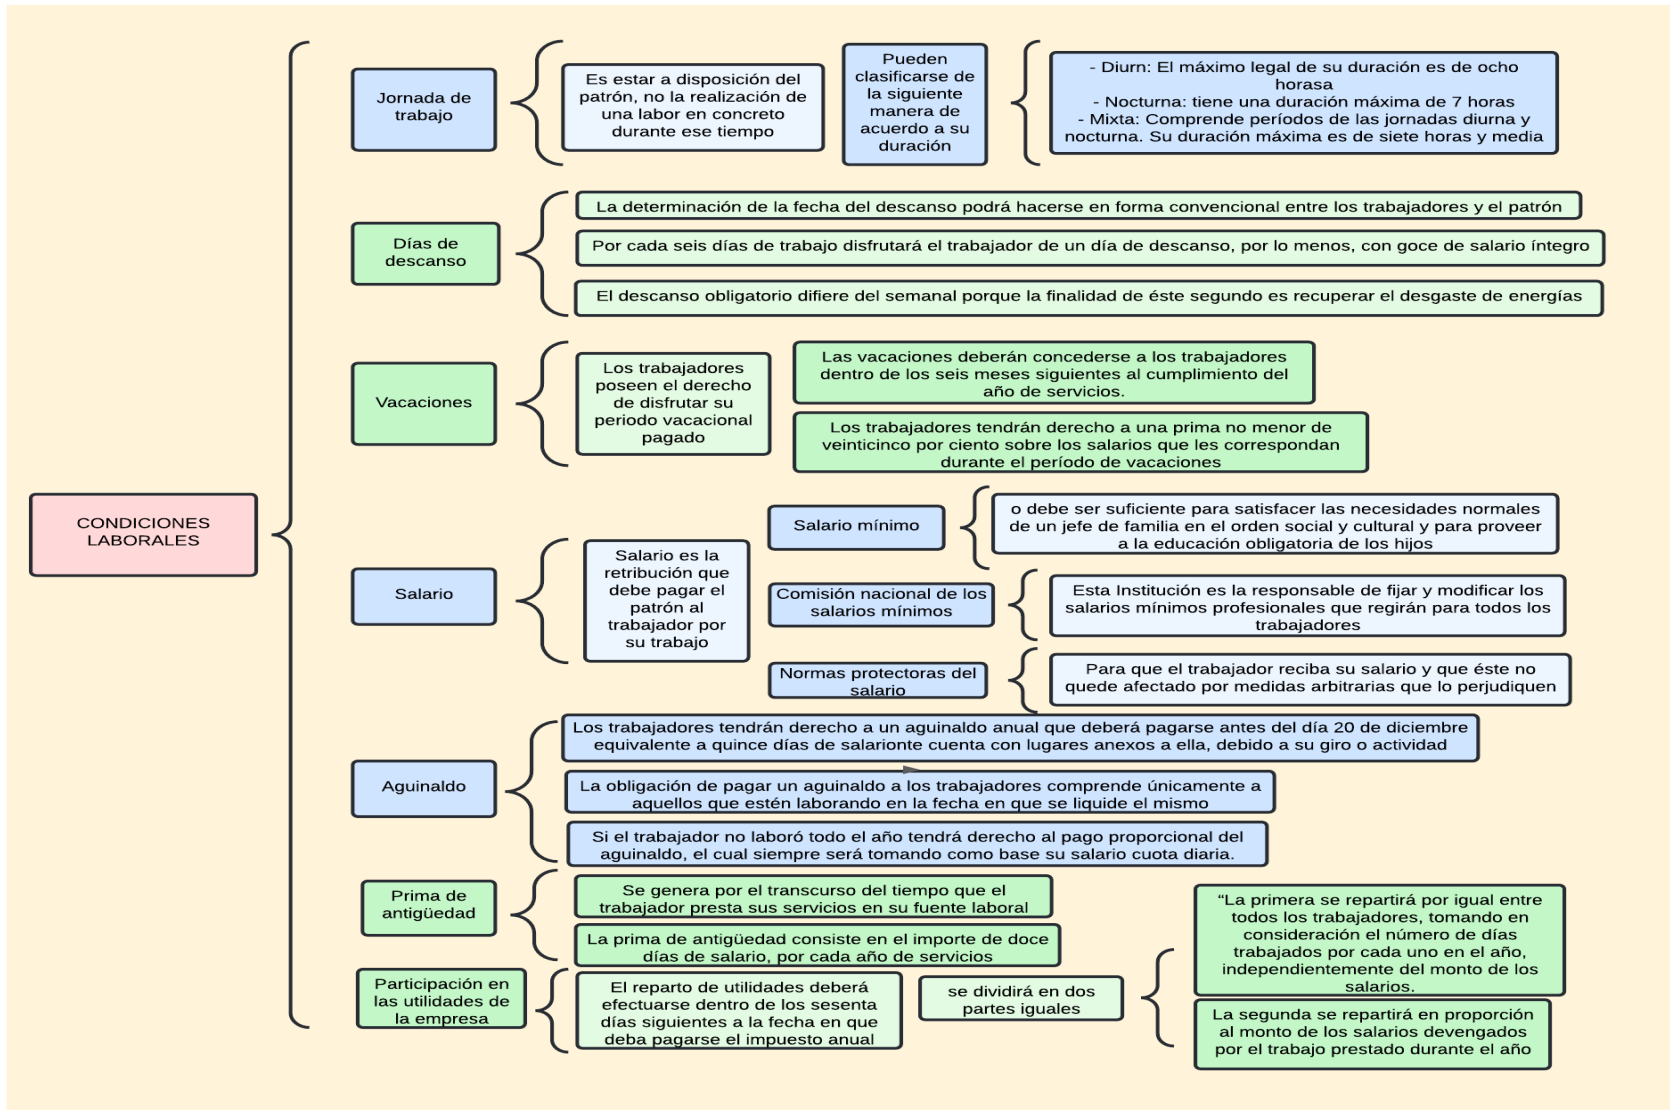 CONDICIONES
LABORALES
Jornada de
trabajo
Es estar a disposición del
patrón, no la realización de
una labor en concreto
durante ese tiempo
Pueden
clasificarse de
la siguiente
manera de
acuerdo a su
duración
- Diurn: El máximo legal de su duración es de ocho
horasa
- Nocturna: tiene una duración máxima de 7 horas
- Mixta: Comprende períodos de las jornadas diurna y
nocturna. Su duración máxima es de siete horas y media
Días de
descanso
La determinación de la fecha del descanso podrá hacerse en forma convencional entre los trabajadores y el patrón
Por cada seis días de trabajo disfrutará el trabajador de un día de descanso, por lo menos, con goce de salario íntegro
El descanso obligatorio difiere del semanal porque la finalidad de éste segundo es recuperar el desgaste de energías
Vacaciones
Los trabajadores
poseen el derecho
de disfrutar su
periodo vacacional
pagado
Las vacaciones deberán concederse a los trabajadores
dentro de los seis meses siguientes al cumplimiento del
año de servicios.
Los trabajadores tendrán derecho a una prima no menor de
veinticinco por ciento sobre los salarios que les correspondan
durante el período de vacaciones
Salario
Salario es la
retribución que
debe pagar el
patrón al
trabajador por
su trabajo
Salario mínimo
o debe ser suficiente para satisfacer las necesidades normales
de un jefe de familia en el orden social y cultural y para proveer
a la educación obligatoria de los hijos
Comisión nacional de los
salarios mínimos
Esta Institución es la responsable de fijar y modificar los
salarios mínimos profesionales que regirán para todos los
trabajadores
Normas protectoras del
salario
Para que el trabajador reciba su salario y que éste no
quede afectado por medidas arbitrarias que lo perjudiquen
Aguinaldo
Los trabajadores tendrán derecho a un aguinaldo anual que deberá pagarse antes del día 20 de diciembre
equivalente a quince días de salarionte cuenta con lugares anexos a ella, debido a su giro o actividad
La obligación de pagar un aguinaldo a los trabajadores comprende únicamente a
aquellos que estén laborando en la fecha en que se liquide el mismo
Si el trabajador no laboró todo el año tendrá derecho al pago proporcional del
aguinaldo, el cual siempre será tomando como base su salario cuota diaria.
Prima de
antigüedad
Se genera por el transcurso del tiempo que el
trabajador presta sus servicios en su fuente laboral
La prima de antigüedad consiste en el importe de doce
días de salario, por cada año de servicios
Participación en
las utilidades de
la empresa
El reparto de utilidades deberá
efectuarse dentro de los sesenta
días siguientes a la fecha en que
deba pagarse el impuesto anual
se dividirá en dos
partes iguales
“La primera se repartirá por igual entre
todos los trabajadores, tomando en
consideración el número de días
trabajados por cada uno en el año,
independientemente del monto de los
salarios.
La segunda se repartirá en proporción
al monto de los salarios devengados
por el trabajo prestado durante el año